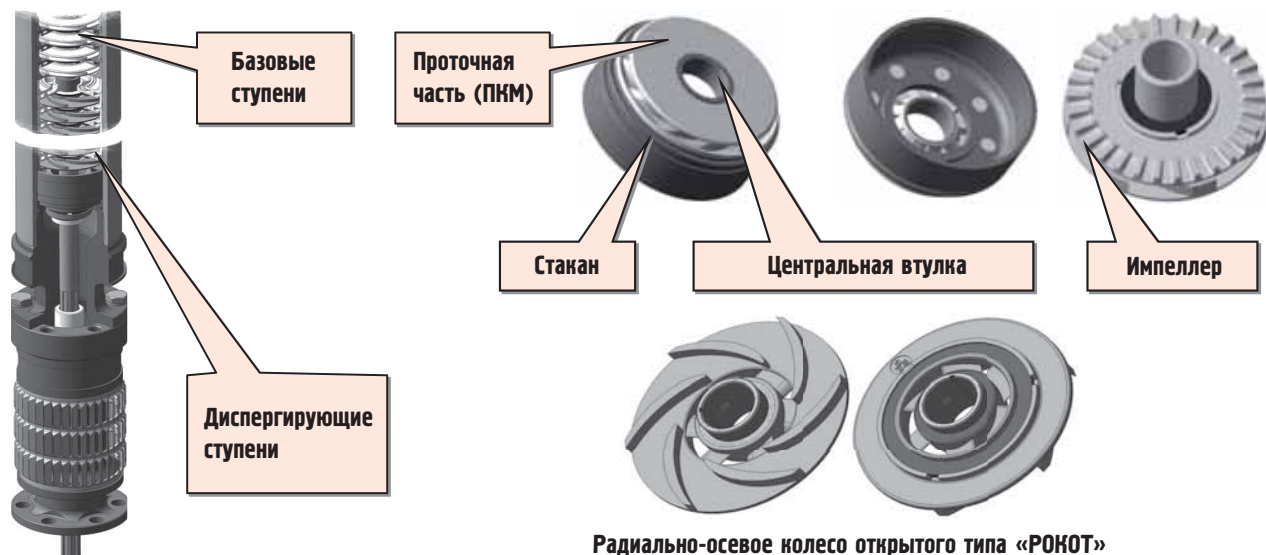 Базовые
ступени
Проточная
часть (ПКМ)
Стакан
Центральная втулка
Импеллер
Диспергирующие
ступени
Радиально-осевое колесо открытого типа «РОКОТ»